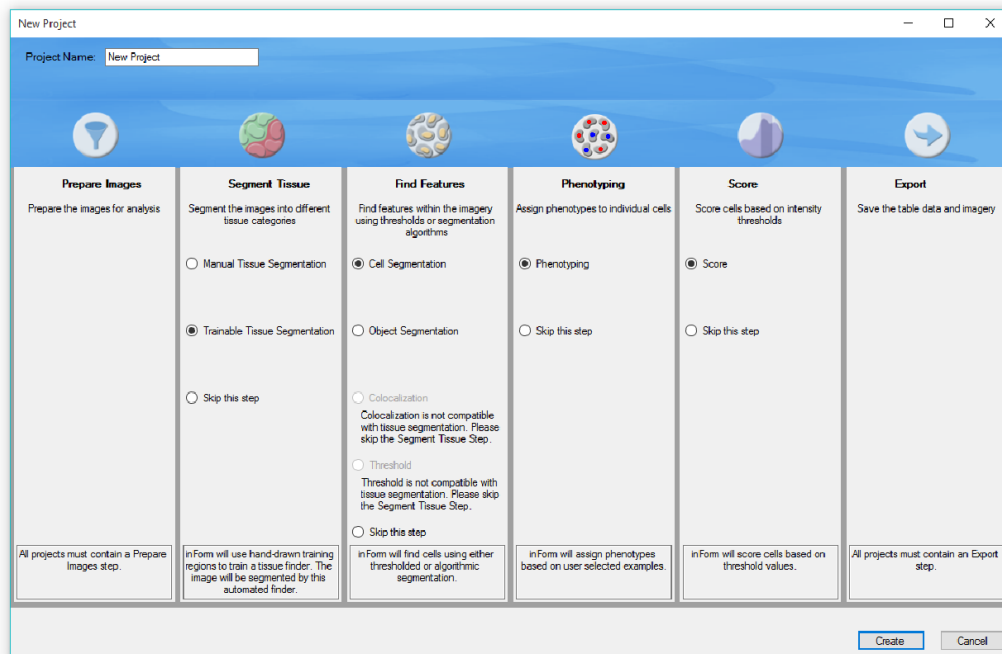 New Project
Project Name:
New Project
Prepare Images
Prepare the images for analysis
All projects must contain a Prepare
Images step.
Segment Tissue
Segment the images into different
tissue categories
Manual Tissue Segmentation
Trainable Tissue Segmentation
Skip this step
inForm will use hand-drawn training
regions to train a tissue finder. The
image will be segmented by this
automated finder.
Find Features
Find features within the imagery
using thresholds or segmentation
algorithms
Cell Segmentation
Object Segmentation
Colocalization
Colocalization is not compatible
with tissue segmentation. Please
skip the Segment Tissue Step.
Threshold
Threshold is not compatible with
tissue segmentation. Please skip
the Segment Tissue Step.
Skip this step
inForm will find cells using either
thresholded or algorithmic
segmentation.
Phenotyping
Assign phenotypes to individual cells
Phenotyping
Skip this step
inForm will assign phenotypes
based on user selected examples.
Score
Score cells based on intensity
thresholds
Score
Skip this step
inForm will score cells based on
threshold values.
Export
Save the table data and imagery
All projects must contain an Export
step.
Create
Cancel